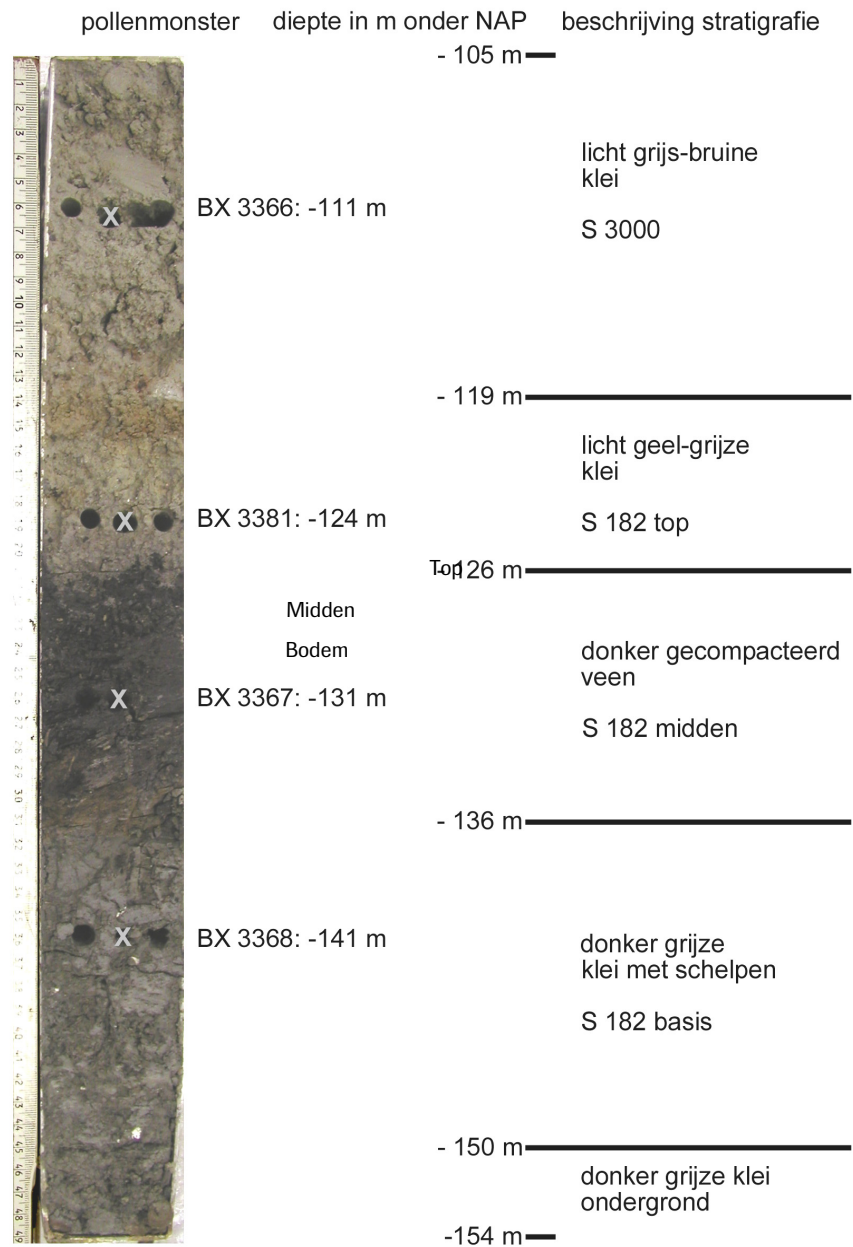 pollenmonster diepte in m onder NAP beschrijving stratigrafie
- 105 m
licht grijs-bruine
klei
X BX 3366: -111 m
S 3000
- 119 m
licht geel-grijze
klei
X BX 3381: -124 m
S 182 top
Top
126 m
Midden
Bodem
donker gecompacteerd
veen
X BX 3367: -131 m
S 182 midden
- 136 m
X BX 3368: -141 m
donker grijze
klei met schelpen
S 182 basis
- 150 m
donker grijze klei
ondergrond
-154 m